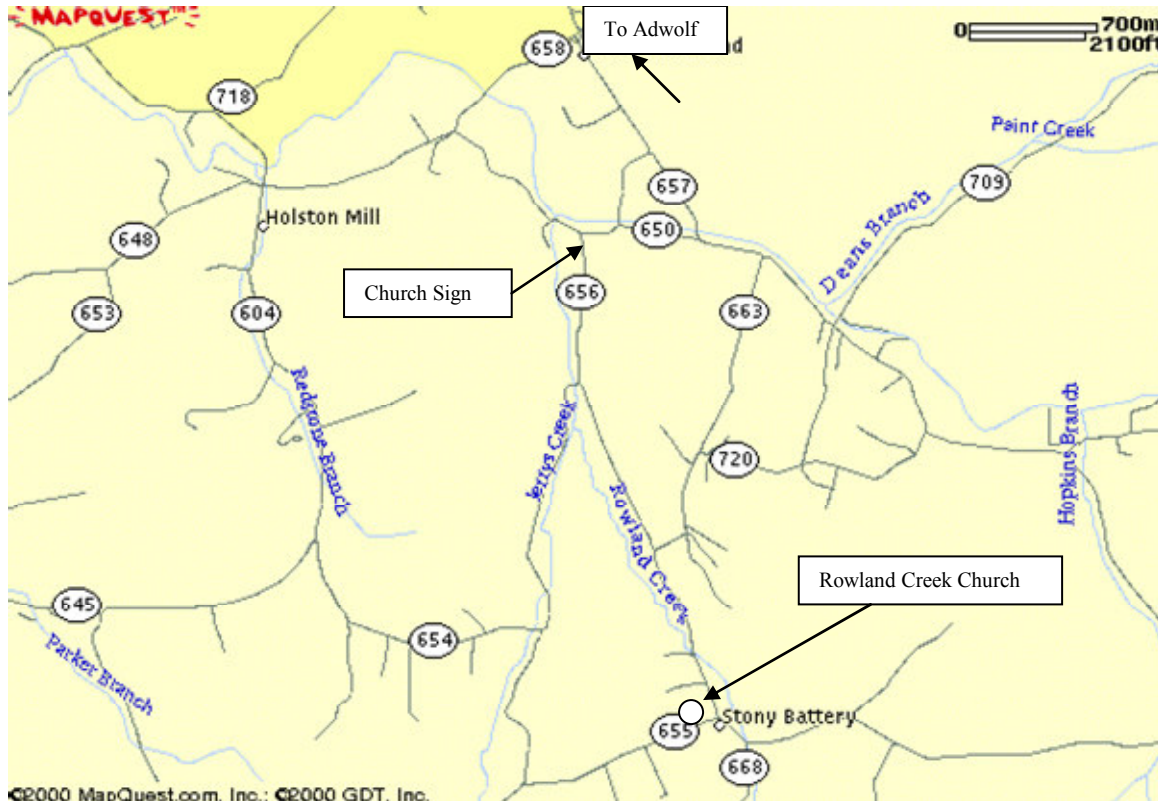 MAPQUEST™
To Adwolf
0 700m
2100ft
658
718
Paint Creek
657
709
Holston Mill
648
650
Deans Branch
Church Sign
656
653
604
663
Redstone Branch
Jerrys Creek
Hopkins Branch
720
Rowland Creek
Rowland Creek Church
645
654
Parker Branch
Stony Battery
655
668
©2000 MapQuest.com, Inc.; ©2000 GDT, Inc.